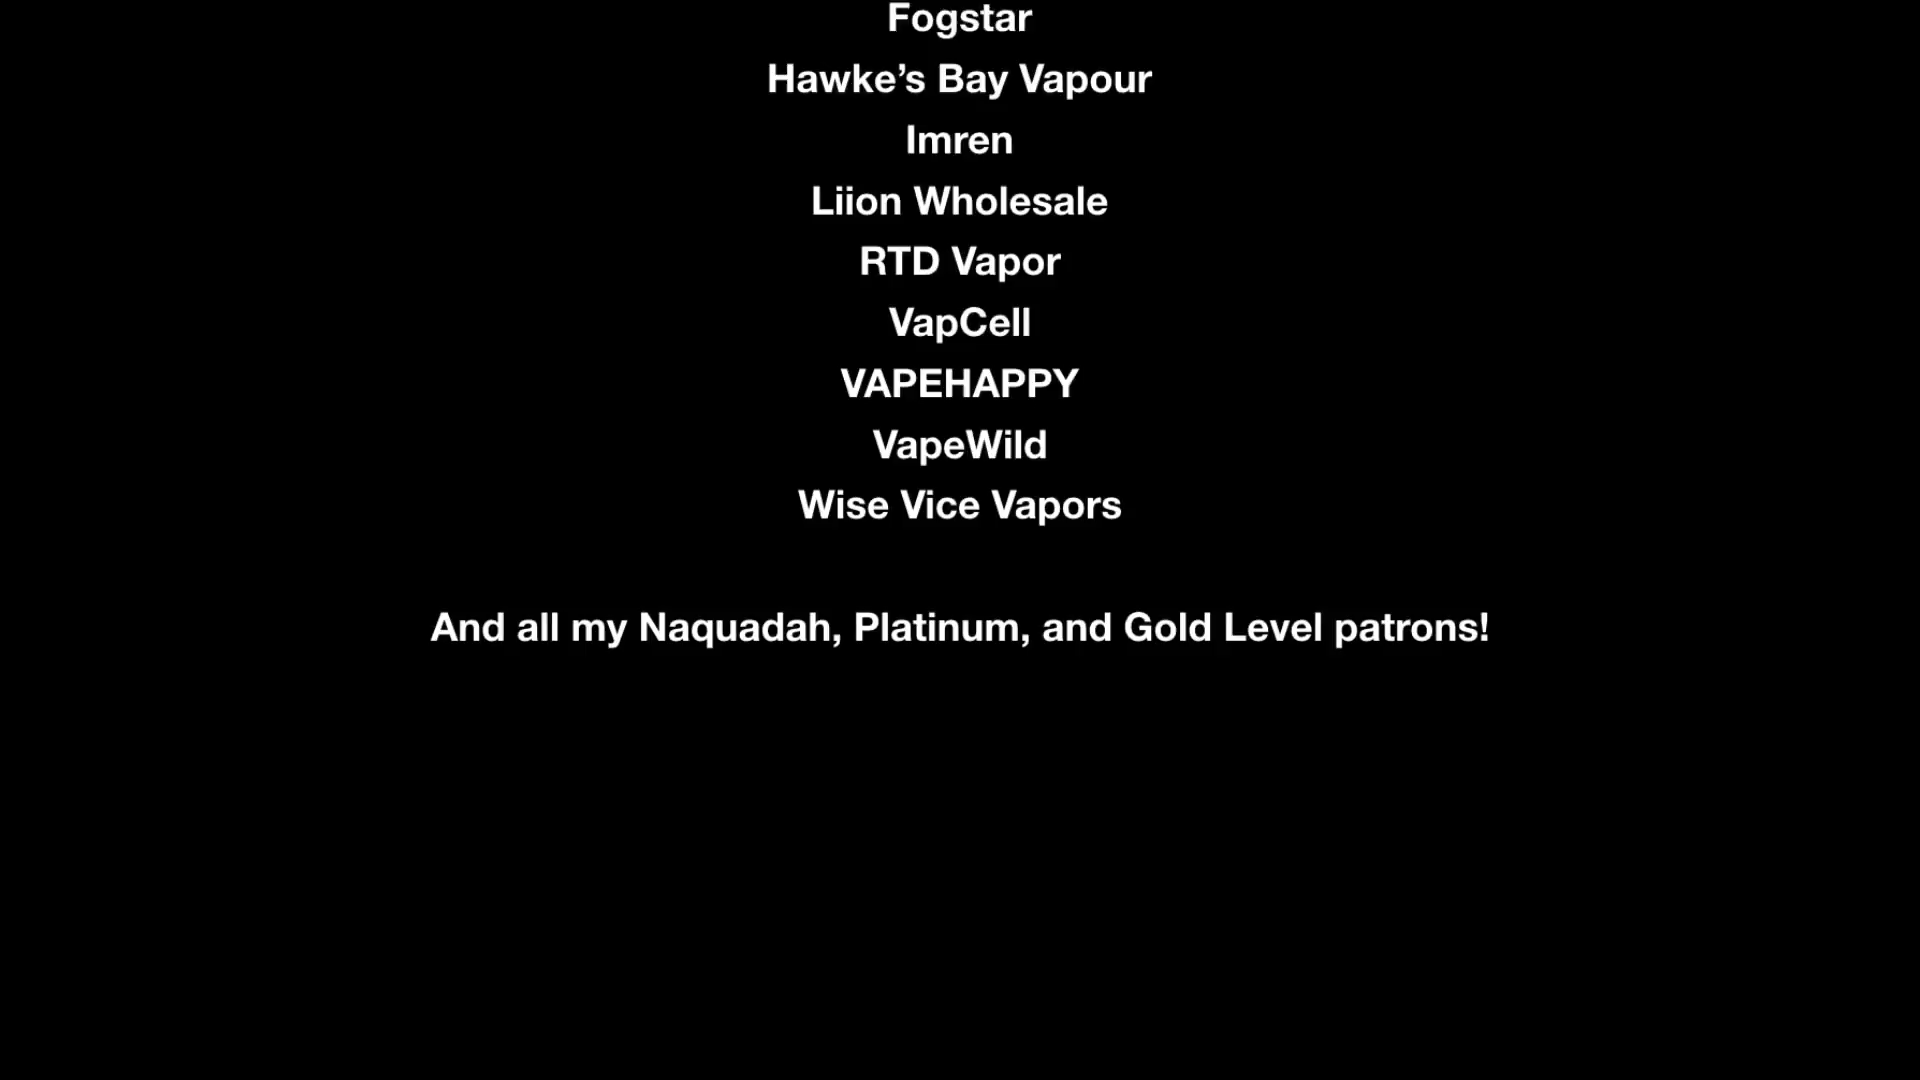 Fogstar
Hawke’s Bay Vapour
Imren
Liion Wholesale
RTD Vapor
VapCell
VAPEHAPPY
VapeWild
Wise Vice Vapors
And all my Naquadah, Platinum, and Gold Level patrons!